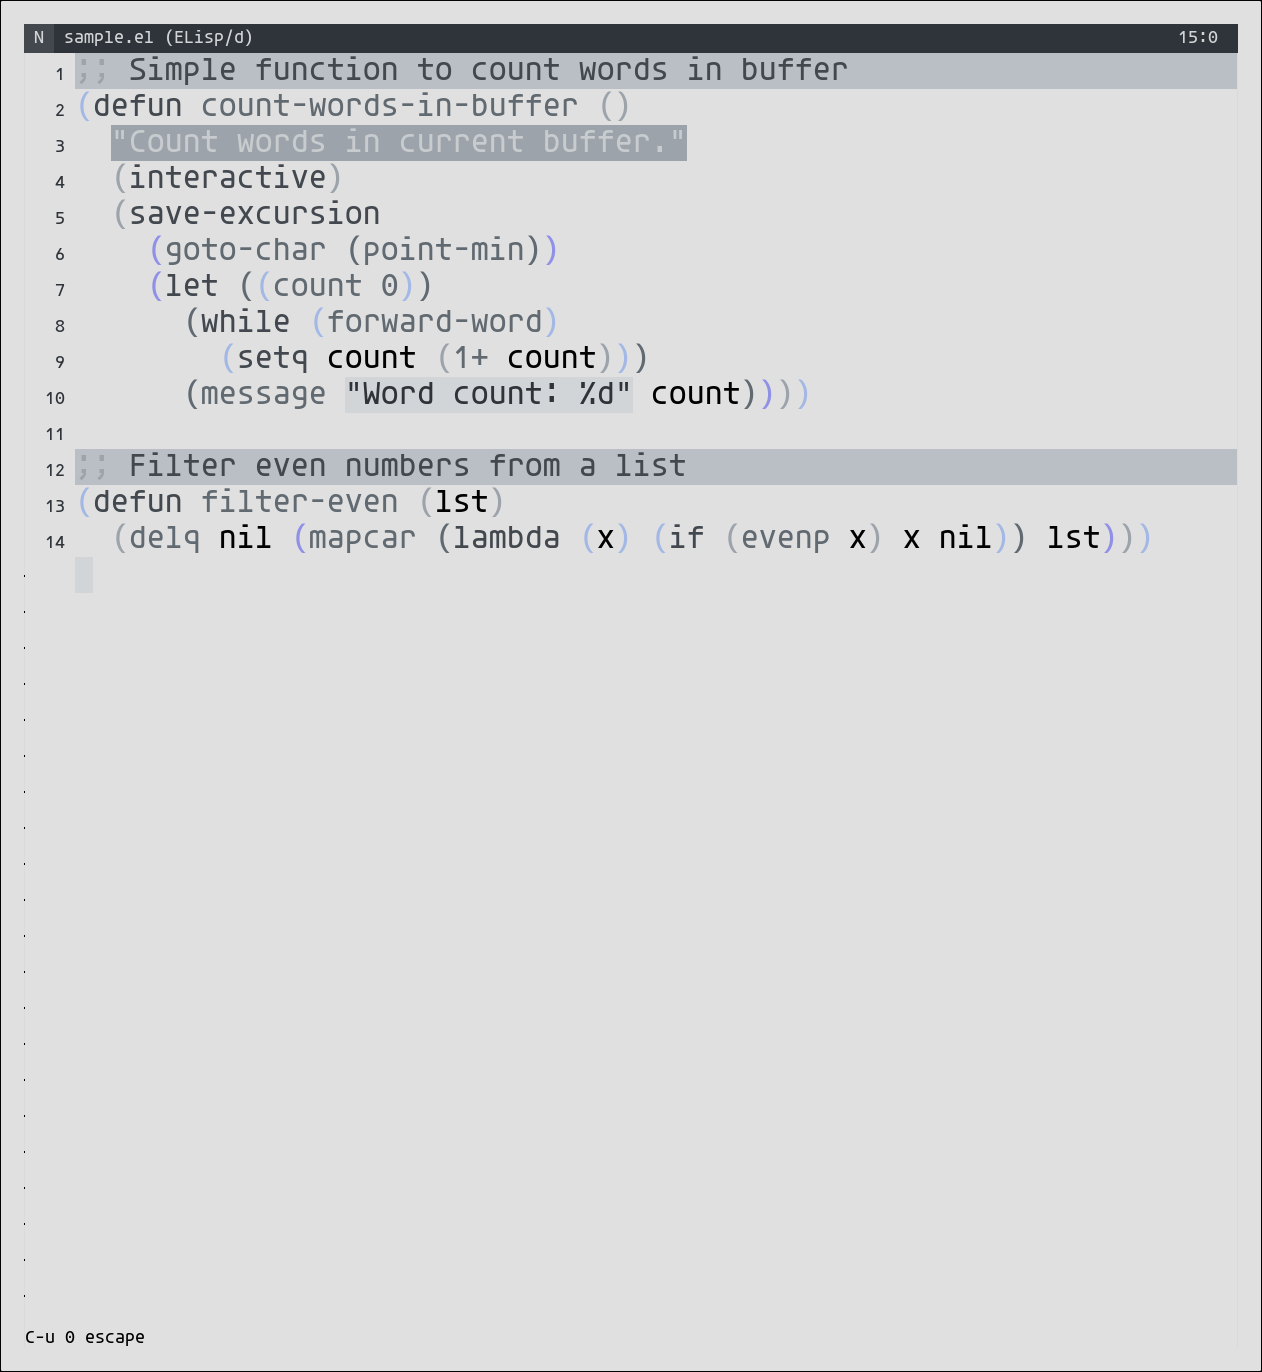 N sample.el (ELisp/d) 15:0
1 ;; Simple function to count words in buffer
2 (defun count-words-in-buffer ()
3   "Count words in current buffer."
4   (interactive)
5   (save-excursion
6     (goto-char (point-min))
7     (let ((count 0))
8       (while (forward-word)
9         (setq count (1+ count)))
10       (message "Word count: %d" count))))
11
12 ;; Filter even numbers from a list
13 (defun filter-even (lst)
14   (delq nil (mapcar (lambda (x) (if (evenp x) x nil)) lst)))
C-u 0 escape